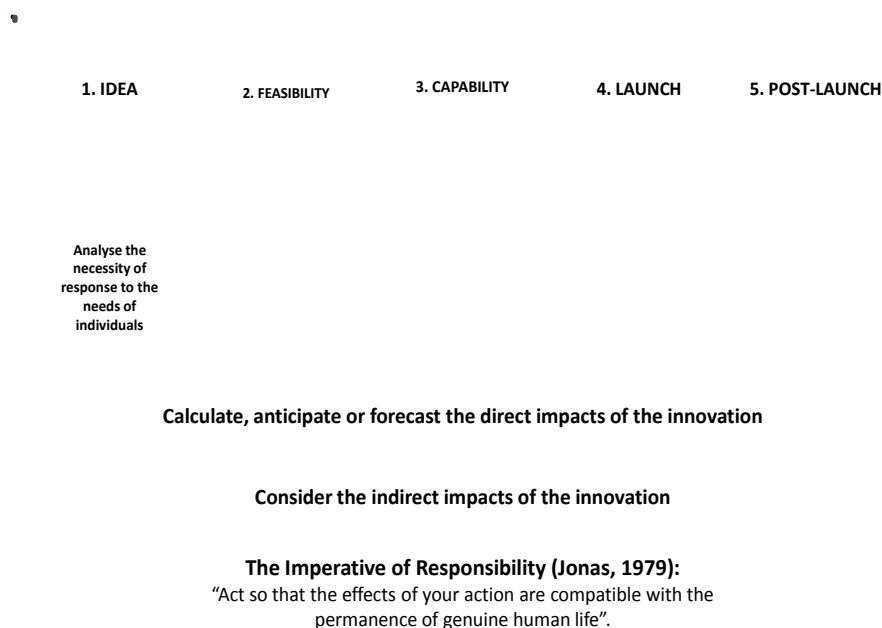 1. IDEA
2. FEASIBILITY
3. CAPABILITY
4. LAUNCH
5. POST-LAUNCH
Analyse the
necessity of
response to the
needs of
individuals
Calculate, anticipate or forecast the direct impacts of the innovation
Consider the indirect impacts of the innovation
The Imperative of Responsibility (Jonas, 1979):
“Act so that the effects of your action are compatible with the
permanence of genuine human life”.